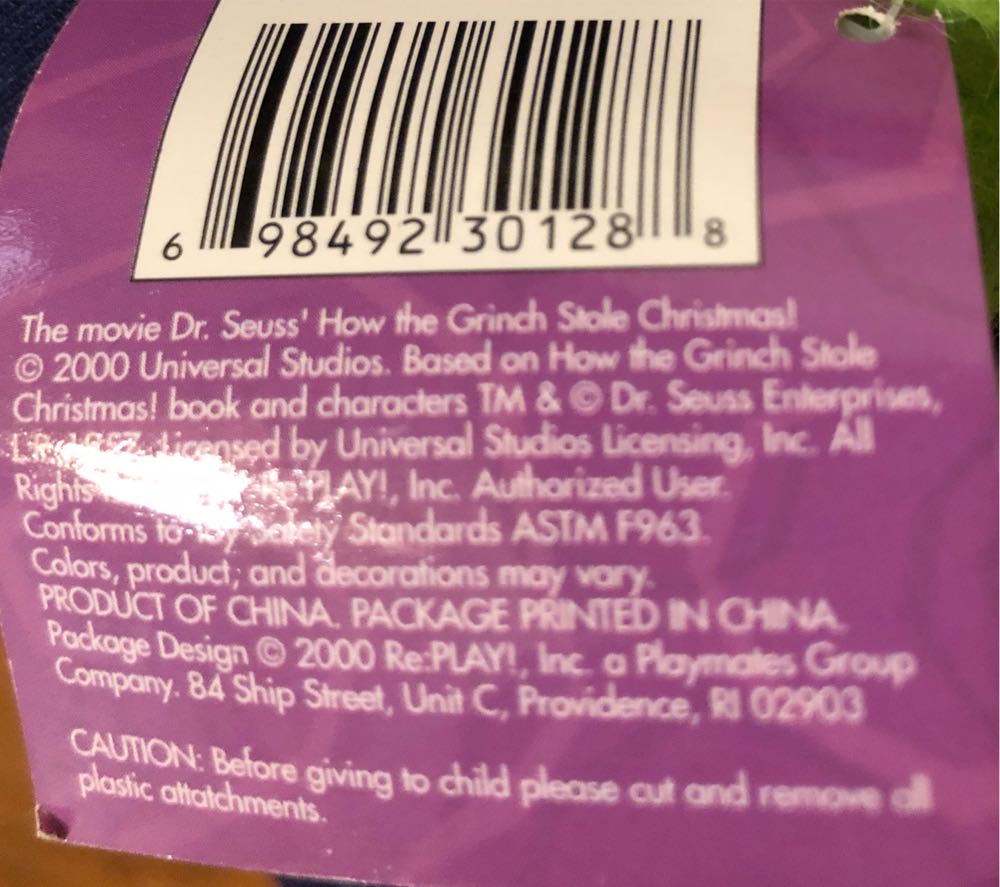 6 98492 30128 8
The movie Dr. Seuss' How the Grinch Stole Christmas!
© 2000 Universal Studios. Based on How the Grinch Stole
Christmas! book and characters TM & © Dr. Seuss Enterprises,
Licensed by Universal Studios Licensing, Inc. All
Rights Re:PLAY!, Inc. Authorized User.
Conforms to Toy Safety Standards ASTM F963.
Colors, product, and decorations may vary.
PRODUCT OF CHINA. PACKAGE PRINTED IN CHINA.
Package Design © 2000 Re:PLAY!, Inc. a Playmates Group
Company. 84 Ship Street, Unit C, Providence, RI 02903
CAUTION: Before giving to child please cut and remove all
plastic attatchments.